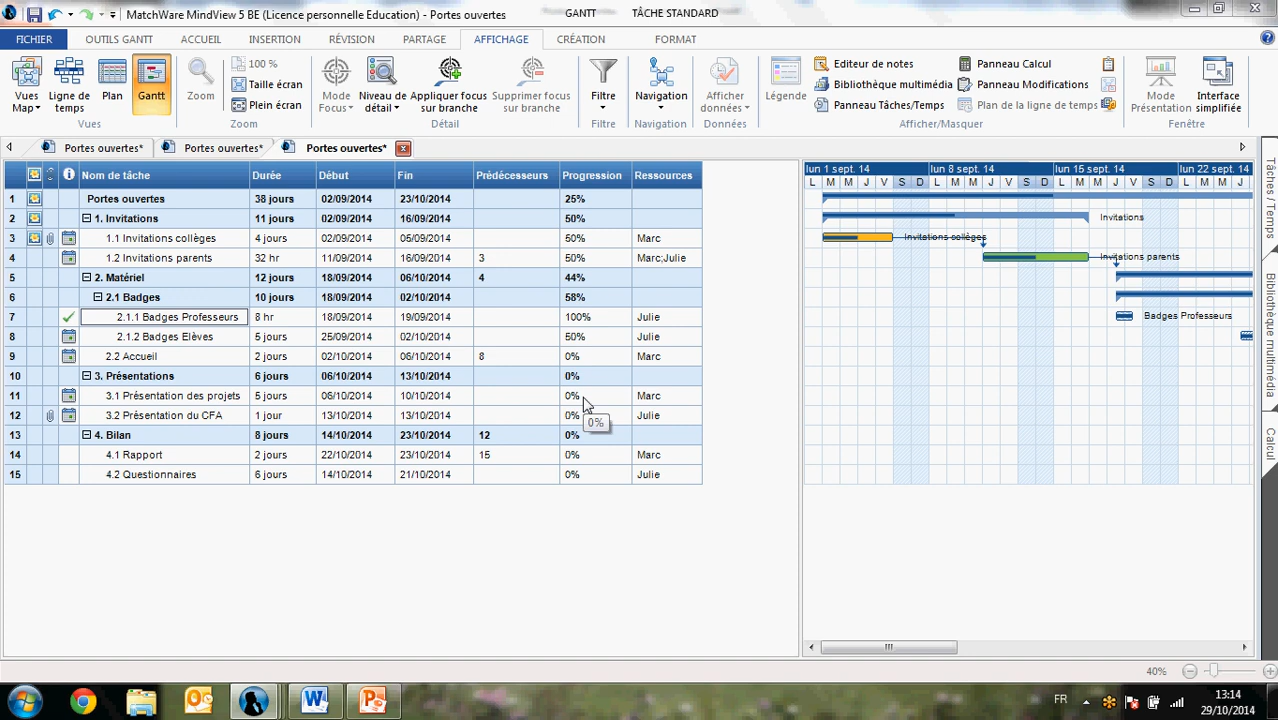 MatchWare MindView 5 BE (Licence personnelle Education) - Portes ouvertes* GANTT TÂCHE STANDARD
FICHIER OUTILS GANTT ACCUEIL INSERTION RÉVISION PARTAGE AFFICHAGE CRÉATION FORMAT
Vues Map Ligne de temps Plan Gantt
Vues
Zoom 100 % Taille écran Plein écran
Zoom
Mode Focus Niveau de détail Appliquer focus sur branche Supprimer focus sur branche
Détail
Filtre
Filtre
Navigation
Navigation
Afficher données
Données
Légende Editeur de notes Panneau Calcul
Bibliothèque multimédia Panneau Modifications
Panneau Tâches/Temps Plan de la ligne de temps
Afficher/Masquer
Mode Présentation Interface simplifiée
Fenêtre
Portes ouvertes* Portes ouvertes* Portes ouvertes*
Nom de tâche Durée Début Fin Prédécesseurs Progression Ressources
1 Portes ouvertes 38 jours 02/09/2014 23/10/2014 25%
2 1. Invitations 11 jours 02/09/2014 16/09/2014 50%
3 1.1 Invitations collèges 4 jours 02/09/2014 05/09/2014 50% Marc
4 1.2 Invitations parents 32 hr 11/09/2014 16/09/2014 3 50% Marc;Julie
5 2. Matériel 12 jours 18/09/2014 06/10/2014 4 44%
6 2.1 Badges 10 jours 18/09/2014 02/10/2014 58%
7 2.1.1 Badges Professeurs 8 hr 18/09/2014 19/09/2014 100% Julie
8 2.1.2 Badges Elèves 5 jours 25/09/2014 02/10/2014 50% Julie
9 2.2 Accueil 2 jours 02/10/2014 06/10/2014 8 0% Marc
10 3. Présentations 6 jours 06/10/2014 13/10/2014 0%
11 3.1 Présentation des projets 5 jours 06/10/2014 10/10/2014 0% Marc
12 3.2 Présentation du CFA 1 jour 13/10/2014 13/10/2014 0% Julie
0%
13 4. Bilan 8 jours 14/10/2014 23/10/2014 12 0%
14 4.1 Rapport 2 jours 22/10/2014 23/10/2014 15 0% Marc
15 4.2 Questionnaires 6 jours 14/10/2014 21/10/2014 0% Julie
lun 1 sept. 14 lun 8 sept. 14 lun 15 sept. 14 lun 22 sept. 14
L M M J V S D L M M J V S D L M M J V S D L M M J
Invitations
Invitations collèges
Invitations parents
Badges Professeurs
Tâches / Temps
Bibliothèque multimédia
Calcul
40%
FR
13:14
29/10/2014